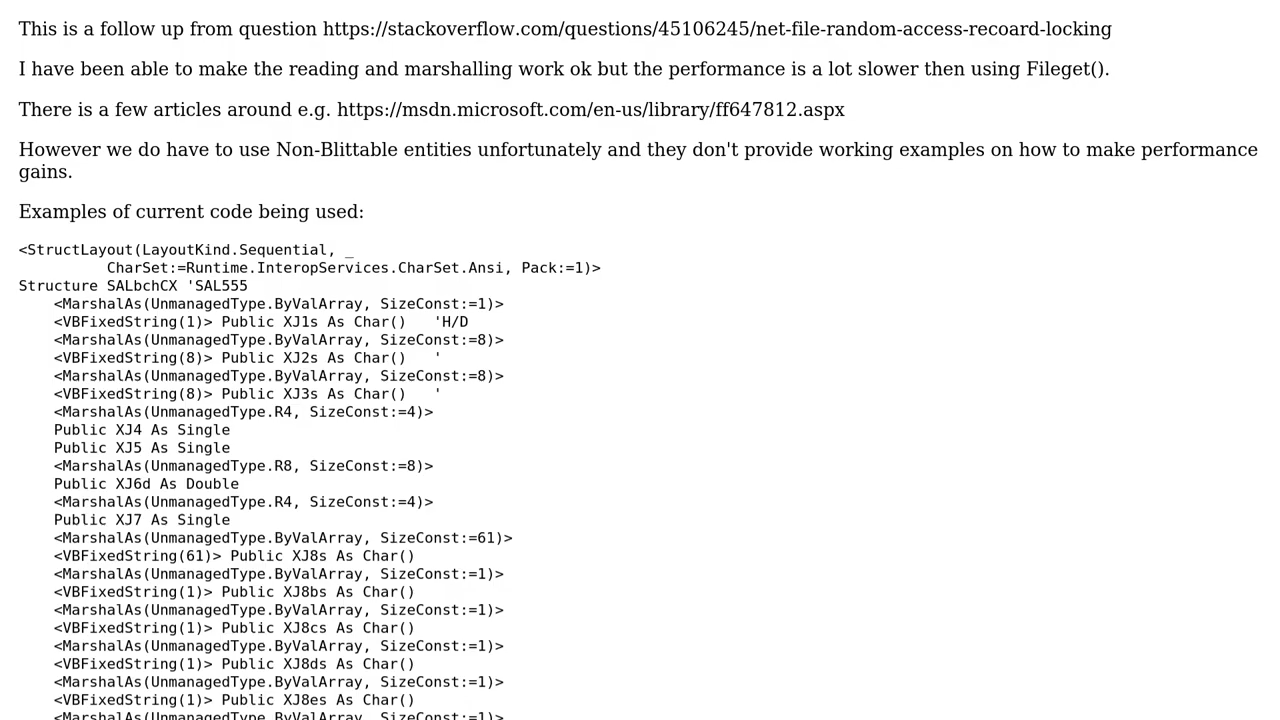 This is a follow up from question https://stackoverflow.com/questions/45106245/net-file-random-access-recoard-locking
I have been able to make the reading and marshalling work ok but the performance is a lot slower then using Fileget().
There is a few articles around e.g. https://msdn.microsoft.com/en-us/library/ff647812.aspx
However we do have to use Non-Blittable entities unfortunately and they don't provide working examples on how to make performance
gains.
Examples of current code being used:
<StructLayout(LayoutKind.Sequential, _
          CharSet:=Runtime.InteropServices.CharSet.Ansi, Pack:=1)>
Structure SALbchCX 'SAL555
    <MarshalAs(UnmanagedType.ByValArray, SizeConst:=1)>
    <VBFixedString(1)> Public XJ1s As Char()   'H/D
    <MarshalAs(UnmanagedType.ByValArray, SizeConst:=8)>
    <VBFixedString(8)> Public XJ2s As Char()   '
    <MarshalAs(UnmanagedType.ByValArray, SizeConst:=8)>
    <VBFixedString(8)> Public XJ3s As Char()   '
    <MarshalAs(UnmanagedType.R4, SizeConst:=4)>
    Public XJ4 As Single
    Public XJ5 As Single
    <MarshalAs(UnmanagedType.R8, SizeConst:=8)>
    Public XJ6d As Double
    <MarshalAs(UnmanagedType.R4, SizeConst:=4)>
    Public XJ7 As Single
    <MarshalAs(UnmanagedType.ByValArray, SizeConst:=61)>
    <VBFixedString(61)> Public XJ8s As Char()
    <MarshalAs(UnmanagedType.ByValArray, SizeConst:=1)>
    <VBFixedString(1)> Public XJ8bs As Char()
    <MarshalAs(UnmanagedType.ByValArray, SizeConst:=1)>
    <VBFixedString(1)> Public XJ8cs As Char()
    <MarshalAs(UnmanagedType.ByValArray, SizeConst:=1)>
    <VBFixedString(1)> Public XJ8ds As Char()
    <MarshalAs(UnmanagedType.ByValArray, SizeConst:=1)>
    <VBFixedString(1)> Public XJ8es As Char()
    <MarshalAs(UnmanagedType.ByValArray, SizeConst:=1)>